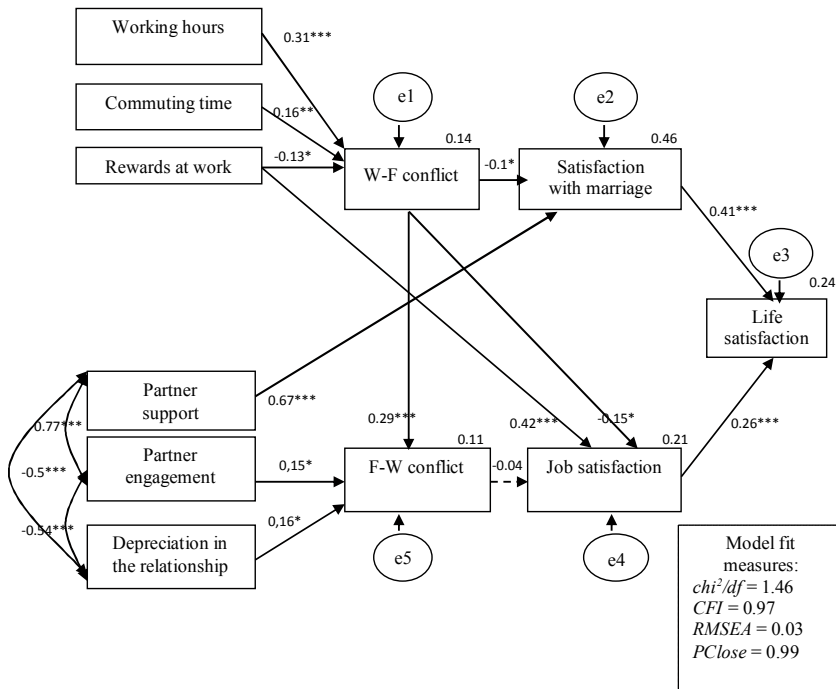 Working hours
0.31***
Commuting time
0.16**
Rewards at work
-0.13*
e1
e2
0.14
0.46
W-F conflict
-0.1*
Satisfaction
with marriage
0.41***
e3
0.24
Life
satisfaction
Partner
support
0.67***
0.77***
0.29***
0.42***
-0.15*
0.26***
Partner
engagement
0,15*
0.11
F-W conflict
-0.04
0.21
Job satisfaction
-0.5***
-0.54***
Depreciation in
the relationship
0,16*
e5
e4
Model fit
measures:
chi²/df = 1.46
CFI = 0.97
RMSEA = 0.03
PClose = 0.99